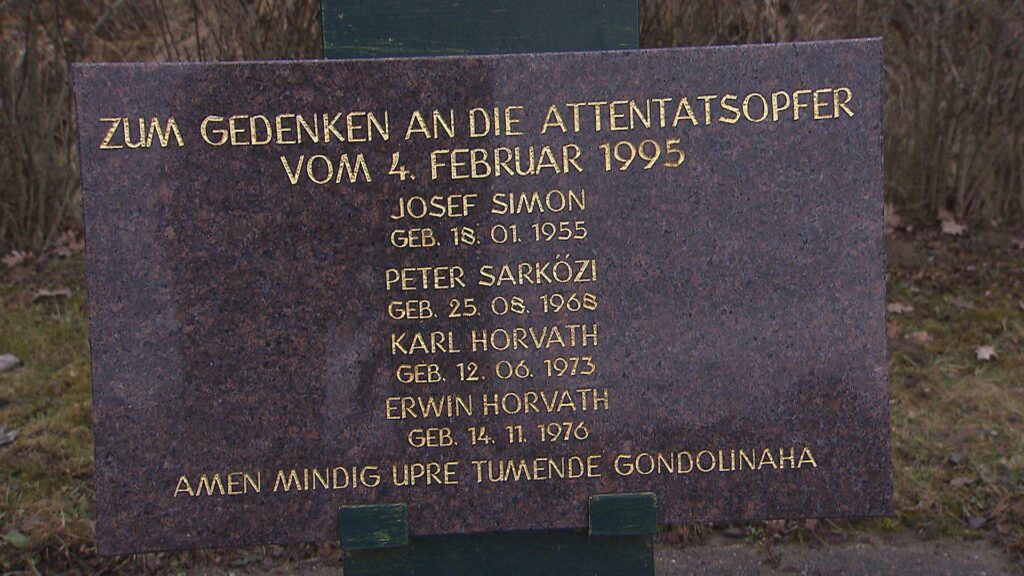 ZUM GEDENKEN AN DIE ATTENTATSOPFER
VOM 4. FEBRUAR 1995
JOSEF SIMON
GEB. 18. 01. 1955
PETER SARKÖZI
GEB. 25. 08. 1968
KARL HORVATH
GEB. 12. 06. 1973
ERWIN HORVATH
GEB. 14. 11. 1976
AMEN MINDIG UPRE TUMENDE GONDOLINAHA